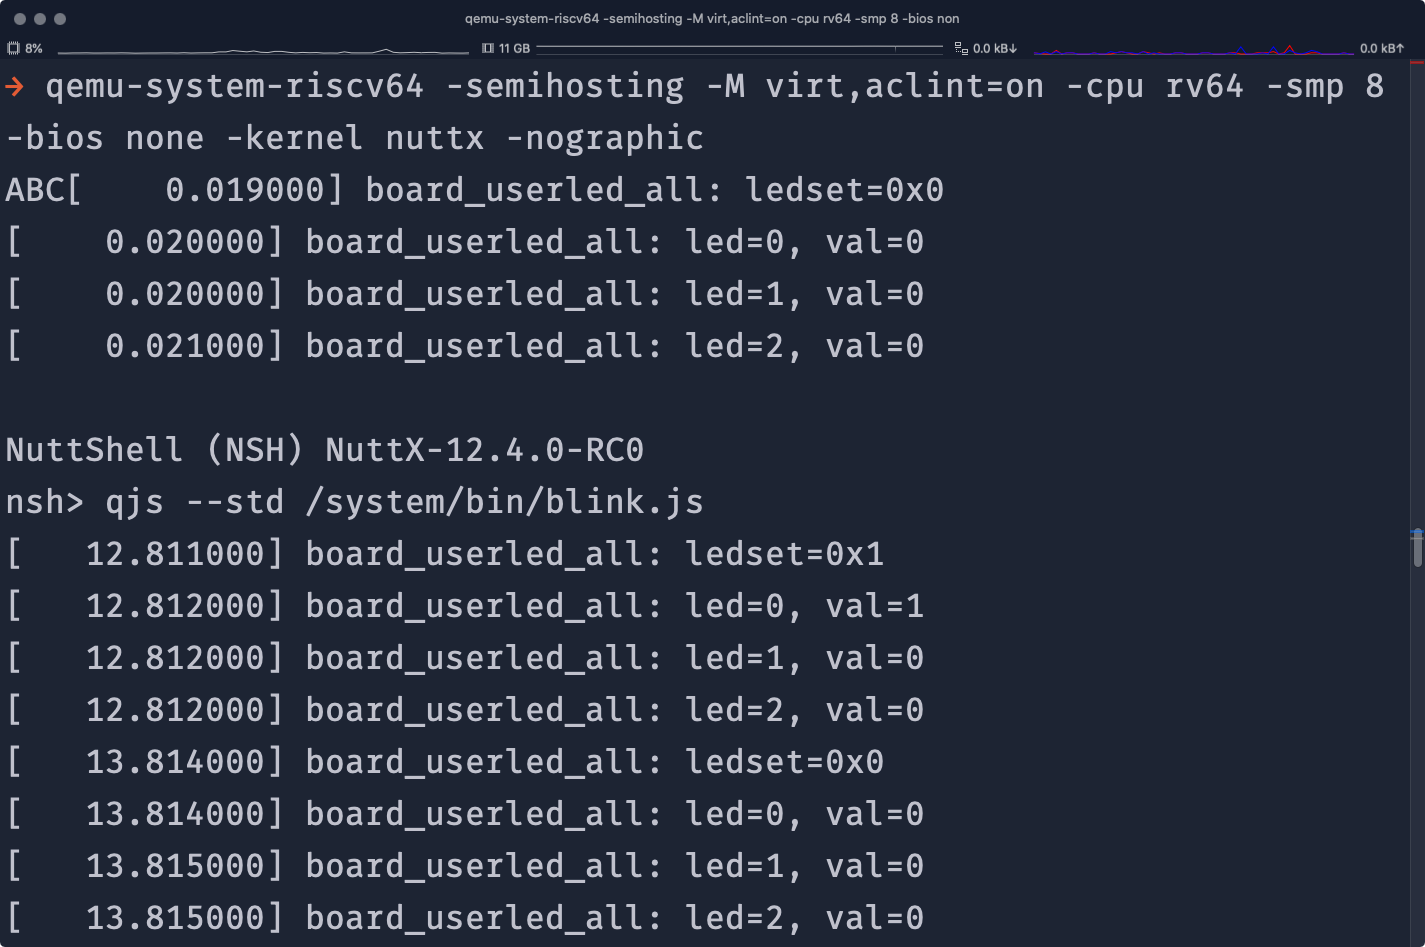 qemu-system-riscv64 -semihosting -M virt,aclint=on -cpu rv64 -smp 8 -bios non
8% 11 GB 0.0 kB↓ 0.0 kB↑
→ qemu-system-riscv64 -semihosting -M virt,aclint=on -cpu rv64 -smp 8
-bios none -kernel nuttx -nographic
ABC[    0.019000] board_userled_all: ledset=0x0
[    0.020000] board_userled_all: led=0, val=0
[    0.020000] board_userled_all: led=1, val=0
[    0.021000] board_userled_all: led=2, val=0

NuttShell (NSH) NuttX-12.4.0-RC0
nsh> qjs --std /system/bin/blink.js
[   12.811000] board_userled_all: ledset=0x1
[   12.812000] board_userled_all: led=0, val=1
[   12.812000] board_userled_all: led=1, val=0
[   12.812000] board_userled_all: led=2, val=0
[   13.814000] board_userled_all: ledset=0x0
[   13.814000] board_userled_all: led=0, val=0
[   13.815000] board_userled_all: led=1, val=0
[   13.815000] board_userled_all: led=2, val=0